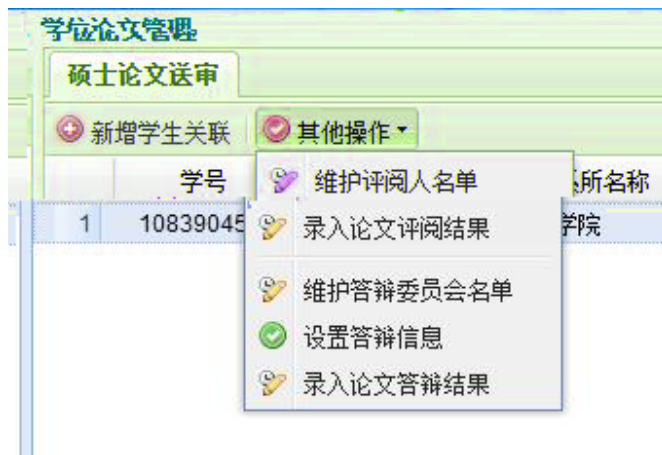 学位论文管理
硕士论文送审
新增学生关联 其他操作
学号 所名称
1 10839045 学院
维护评阅人名单
录入论文评阅结果
维护答辩委员会名单
设置答辩信息
录入论文答辩结果